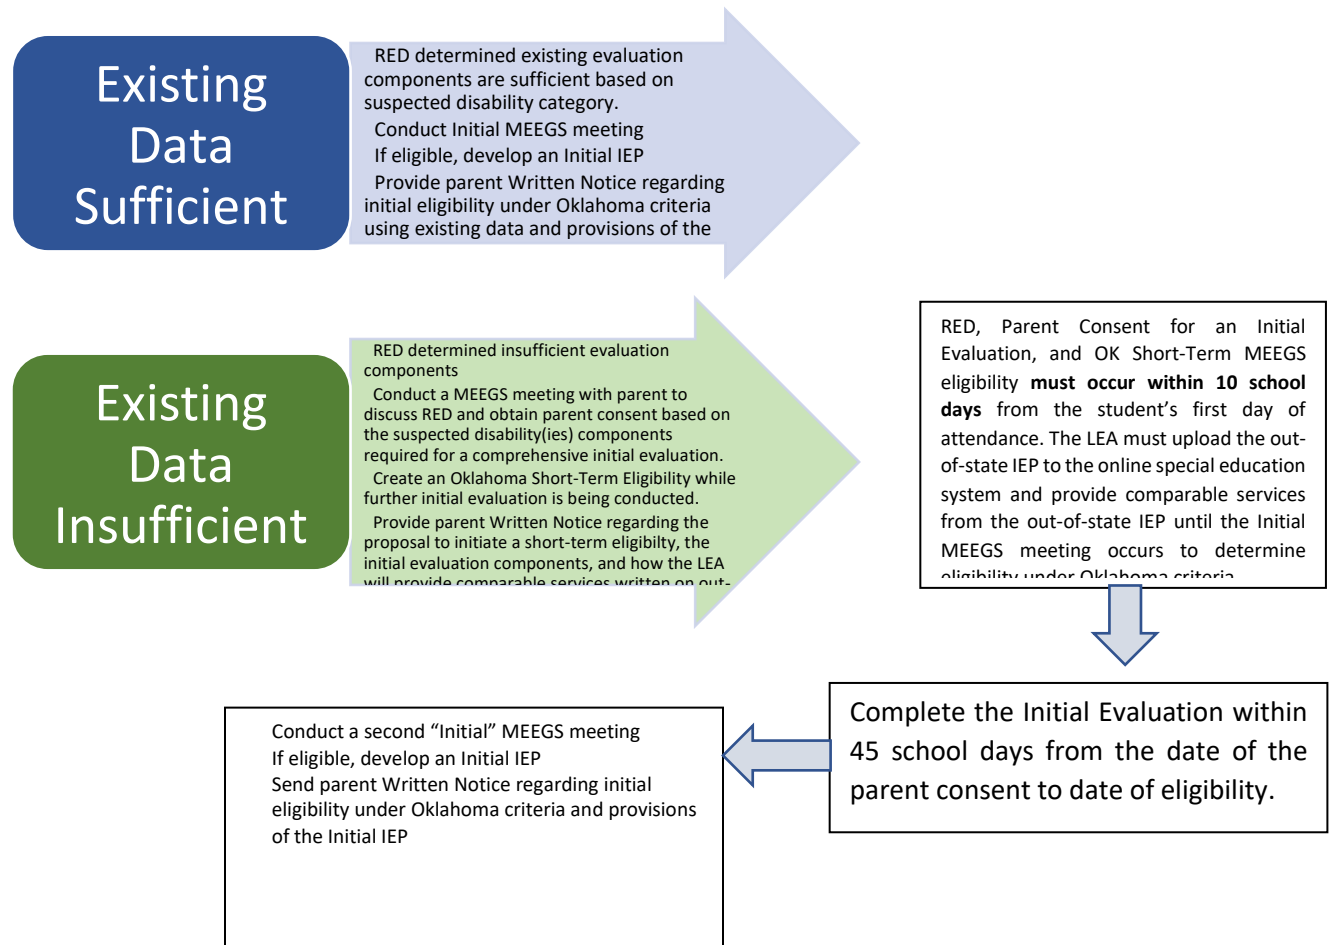 Existing
Data
Sufficient
RED determined existing evaluation
components are sufficient based on
suspected disability category.
Conduct Initial MEEGS meeting
If eligible, develop an Initial IEP
Provide parent Written Notice regarding
initial eligibility under Oklahoma criteria
using existing data and provisions of the
Existing
Data
Insufficient
RED determined insufficient evaluation
components
Conduct a MEEGS meeting with parent to
discuss RED and obtain parent consent based on
the suspected disability(ies) components
required for a comprehensive initial evaluation.
Create an Oklahoma Short-Term Eligibility while
further initial evaluation is being conducted.
Provide parent Written Notice regarding the
proposal to initiate a short-term eligibilty, the
initial evaluation components, and how the LEA
will provide comparable services written on out-
RED, Parent Consent for an Initial
Evaluation, and OK Short-Term MEEGS
eligibility must occur within 10 school
days from the student's first day of
attendance. The LEA must upload the out-
of-state IEP to the online special education
system and provide comparable services
from the out-of-state IEP until the Initial
MEEGS meeting occurs to determine
eligibility under Oklahoma criteria
Complete the Initial Evaluation within
45 school days from the date of the
parent consent to date of eligibility.
Conduct a second “Initial” MEEGS meeting
If eligible, develop an Initial IEP
Send parent Written Notice regarding initial
eligibility under Oklahoma criteria and provisions
of the Initial IEP